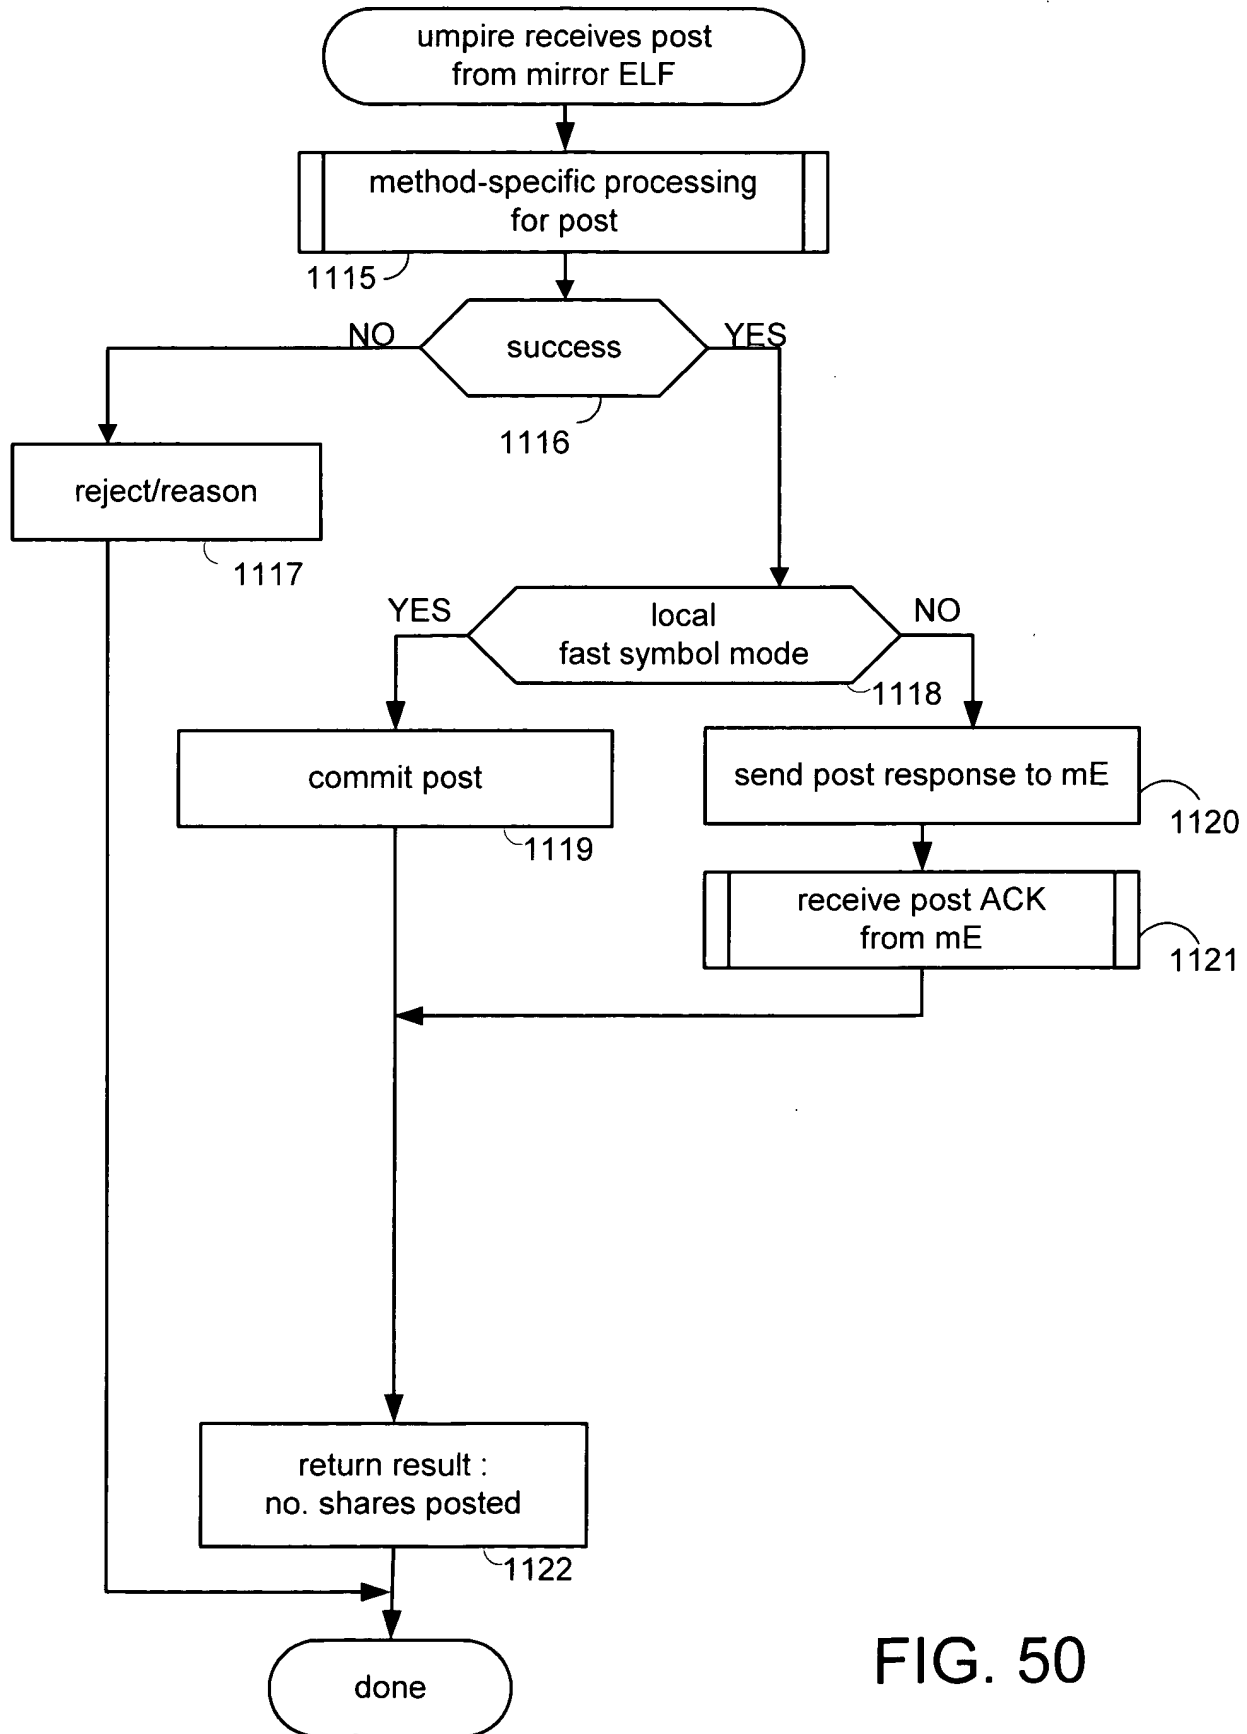 umpire receives post
from mirror ELF
method-specific processing
for post
1115
NO
success
YES
1116
reject/reason
1117
YES
local
fast symbol mode
NO
1118
commit post
1119
send post response to mE
1120
receive post ACK
from mE
1121
return result :
no. shares posted
1122
done
FIG. 50